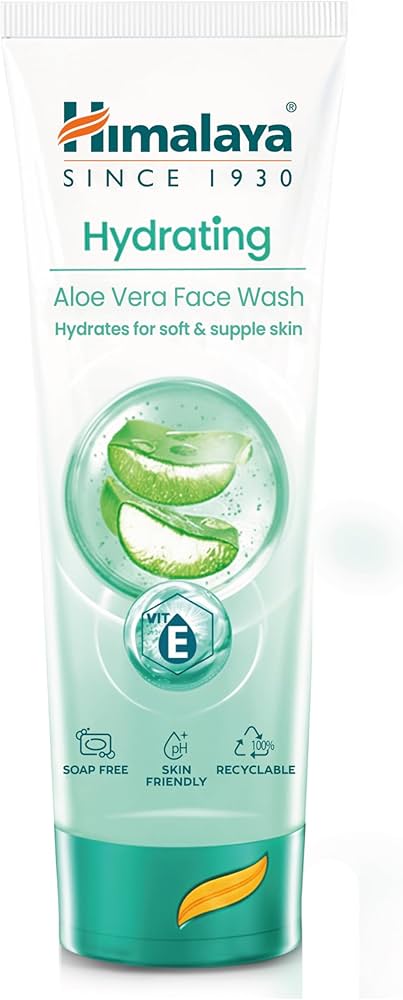 Himalaya®
SINCE 1930
Hydrating
Aloe Vera Face Wash
Hydrates for soft & supple skin
VIT
E
pH
100%
SOAP FREE
SKIN
FRIENDLY
RECYCLABLE